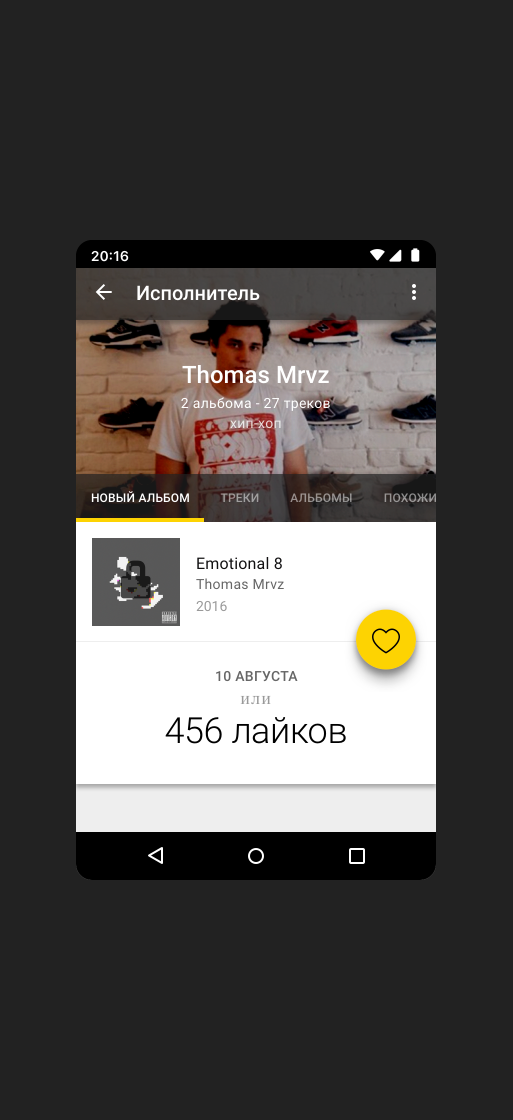 20:16
Исполнитель
Thomas Mrvz
2 альбома - 27 треков
хип-хоп
НОВЫЙ АЛЬБОМ ТРЕКИ АЛЬБОМЫ ПОХОЖИ
Emotional 8
Thomas Mrvz
2016
10 АВГУСТА
или
456 лайков